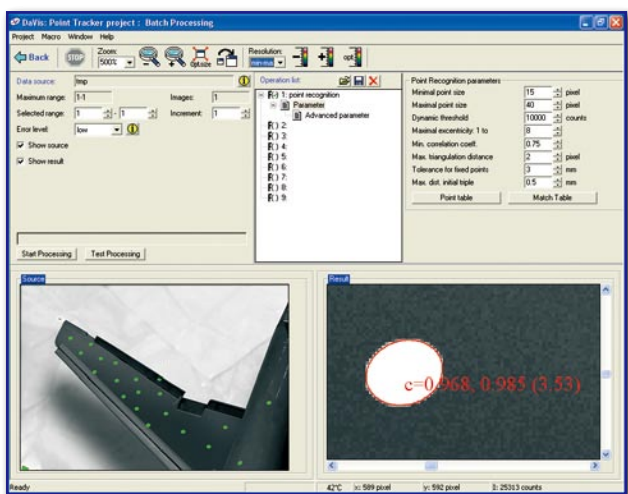 DaVis: Point Tracker project : Batch Processing
Project Macro Window Help
Back STOP Zoom: 500% Opt.size Resolution: min-max opt
Data source: tmp
Maximum range: 1-1 Images: 1
Selected range: 1 - 1 Increment: 1
Error level: low
Show source
Show result
Start Processing Test Processing
Operation list:
1: point recognition
Parameter
Advanced parameter
2:
3:
4:
5:
6:
7:
8:
9:
Point Recognition parameters
Minimal point size 15 pixel
Maximal point size 40 pixel
Dynamic threshold 10000 counts
Maximal excenticity: 1 to 8
Min. correlation coeff. 0.75
Max. triangulation distance 2 pixel
Tolerance for fixed points 3 mm
Max. dist. initial triple 0.5 mm
Point table Match Table
Source
Result
c=0.968, 0.985 (3.53)
Ready 42°C x: 589 pixel y: 592 pixel I: 25313 counts